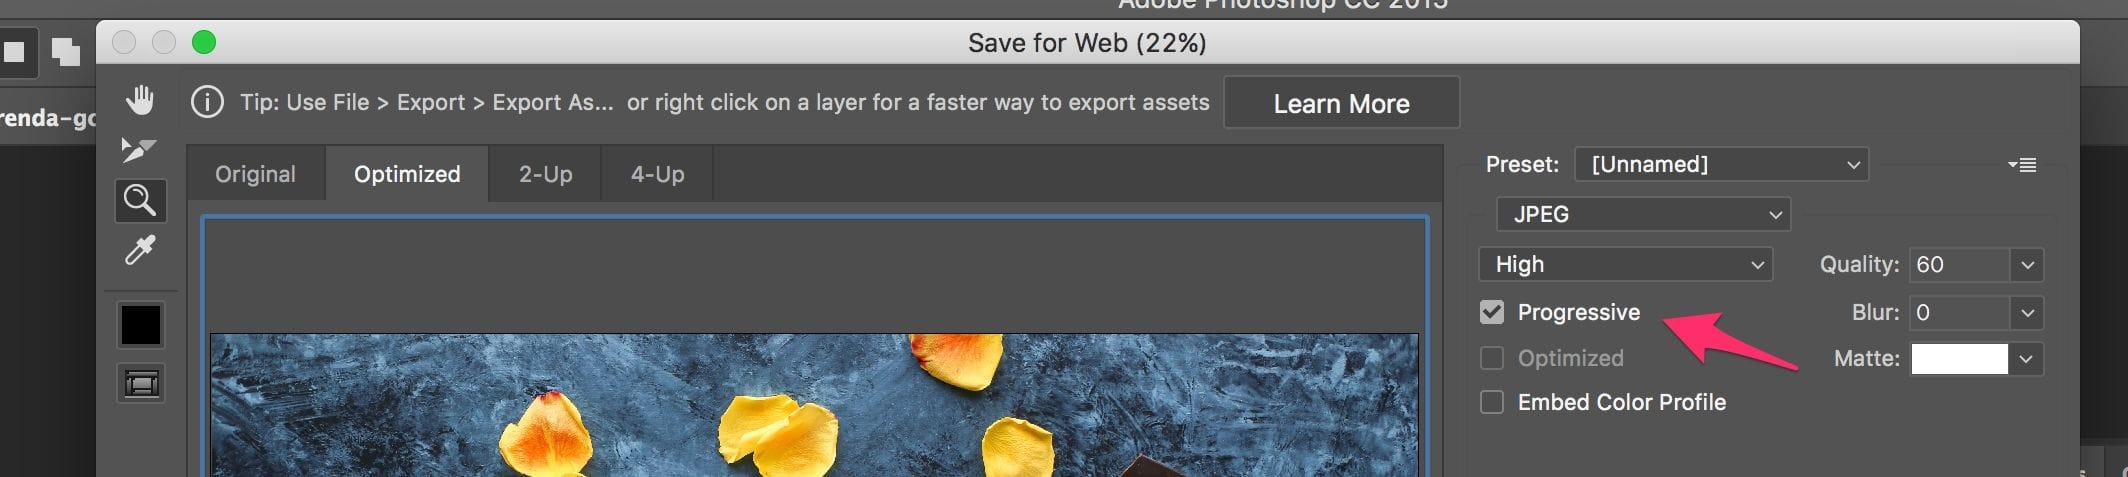 Adobe Photoshop CC 2015
Save for Web (22%)
renda-go
Tip: Use File > Export > Export As... or right click on a layer for a faster way to export assets
Learn More
Original
Optimized
2-Up
4-Up
Preset: [Unnamed]
JPEG
High
Quality: 60
Progressive
Blur: 0
Optimized
Matte:
Embed Color Profile